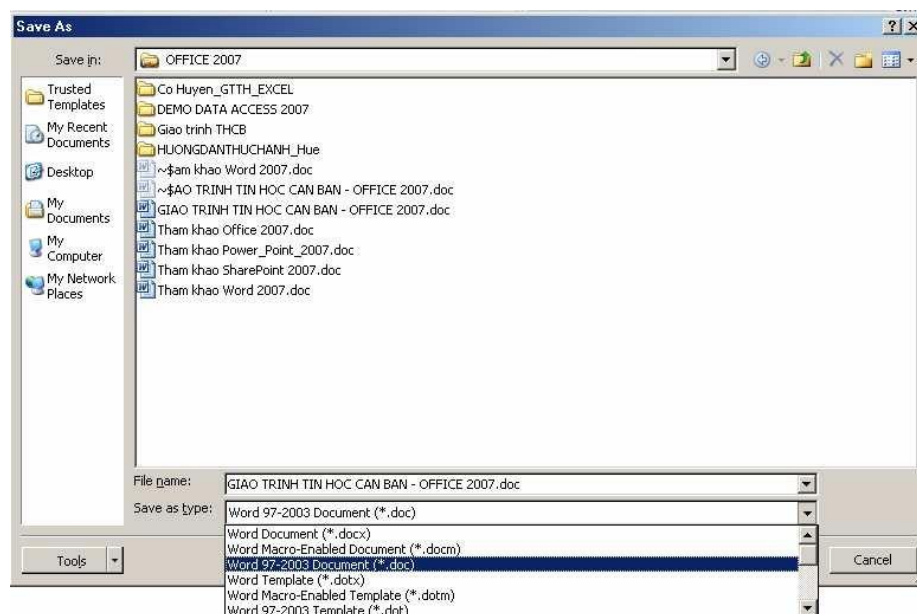 Save As
Save in:
OFFICE 2007
Trusted
Templates
My Recent
Documents
Desktop
My
Documents
My
Computer
My Network
Places
Co Huyen_GTTH_EXCEL
DEMO DATA ACCESS 2007
Giao trinh THCB
HUONGDANTHUCHANH_Hue
~$am khao Word 2007.doc
~$AO TRINH TIN HOC CAN BAN - OFFICE 2007.doc
GIAO TRINH TIN HOC CAN BAN - OFFICE 2007.doc
Tham khao Office 2007.doc
Tham khao Power_Point_2007.doc
Tham khao SharePoint 2007.doc
Tham khao Word 2007.doc
File name:
GIAO TRINH TIN HOC CAN BAN - OFFICE 2007.doc
Save as type:
Word 97-2003 Document (*.doc)
Word Document (*.docx)
Word Macro-Enabled Document (*.docm)
Word 97-2003 Document (*.doc)
Word Template (*.dotx)
Word Macro-Enabled Template (*.dotm)
Word 97-2003 Template (*.dot)
Tools
Cancel